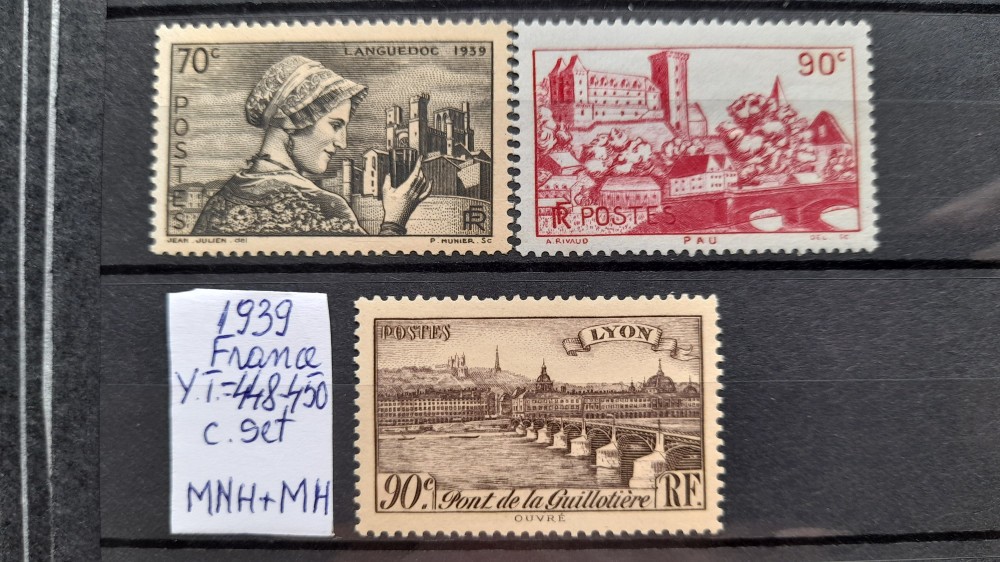 70c LANGUEDOC 1939
POSTES
RF
JEAN JULIEN. del P. MUNIER. Sc
90c
RF POSTES
A. RIVAUD PAU DEL. SC.
1939
France
Y.T.=448-450
c. set
MNH+MH
POSTES LYON
90c. Pont de la Guillotière RF.
OUVRÉ